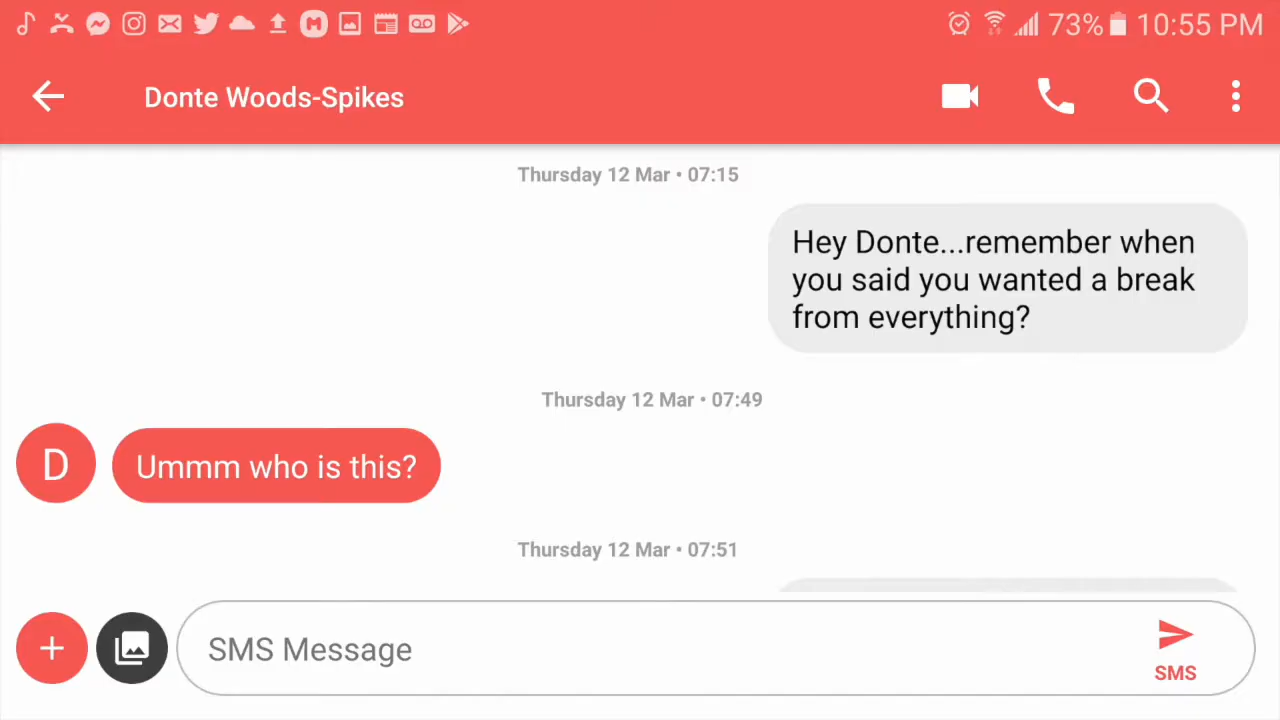 73% 10:55 PM
Donte Woods-Spikes
Thursday 12 Mar • 07:15
Hey Donte...remember when
you said you wanted a break
from everything?
Thursday 12 Mar • 07:49
D
Ummm who is this?
Thursday 12 Mar • 07:51
SMS Message
SMS